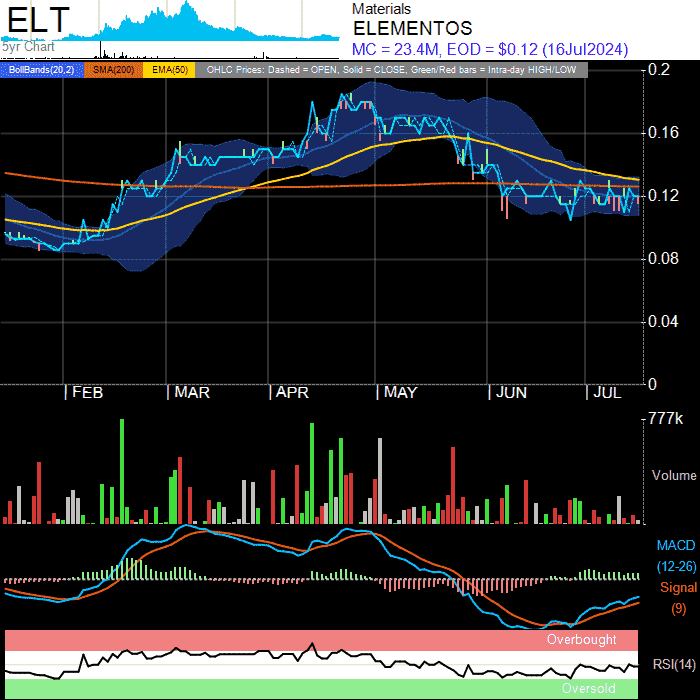 ELT
5yr Chart
Materials
ELEMENTOS
MC = 23.4M, EOD = $0.12 (16Jul2024)
BollBands(20,2) SMA(200) EMA(50) OHLC Prices: Dashed = OPEN, Solid = CLOSE, Green/Red bars = Intra-day HIGH/LOW
0.2
0.16
0.12
0.08
0.04
0
| FEB | MAR | APR | MAY | JUN | JUL
777k
Volume
MACD
(12-26)
Signal
(9)
Overbought
RSI(14)
Oversold